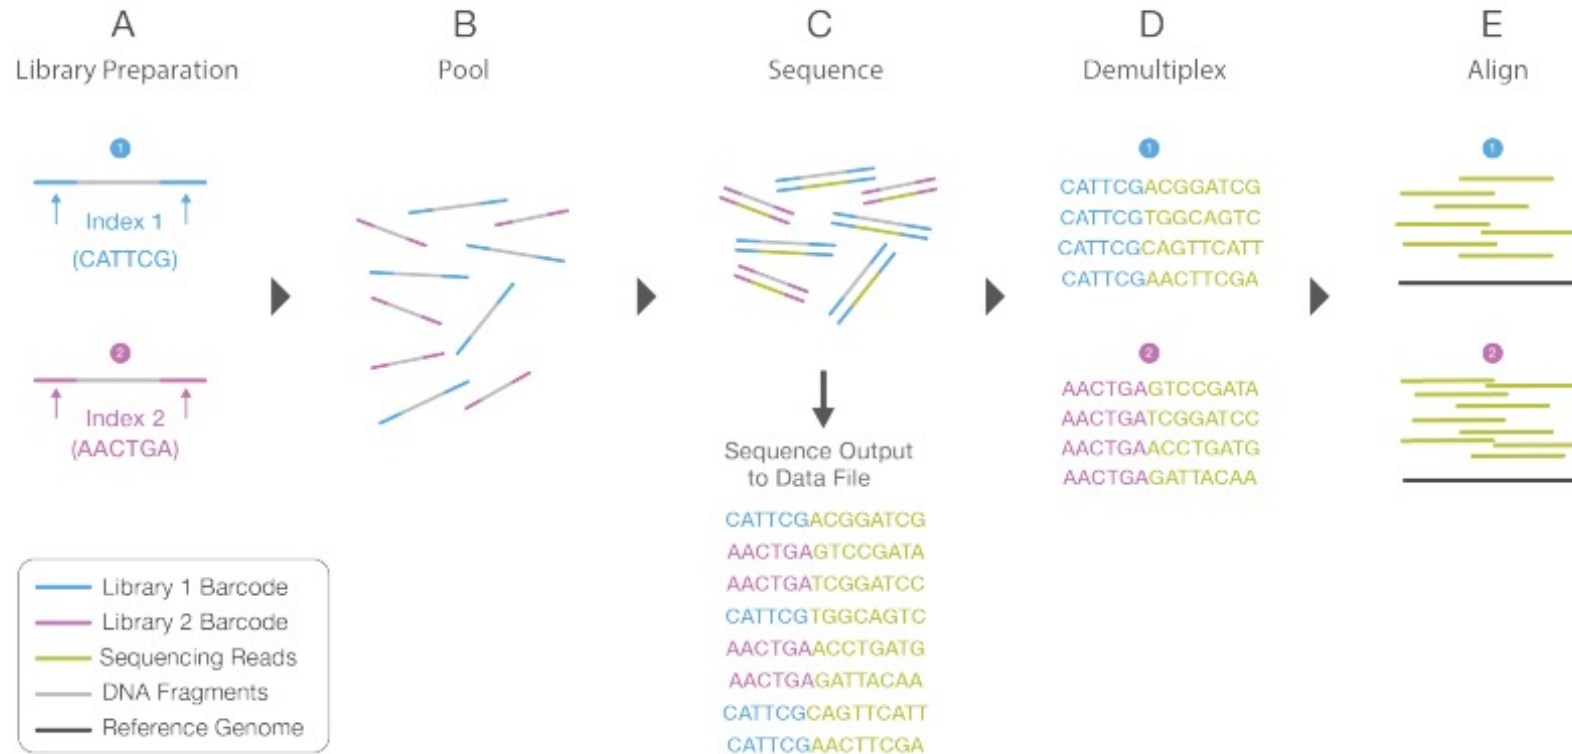 A
Library Preparation
1
Index 1
(CATTCG)
2
Index 2
(AACTGA)
B
Pool
C
Sequence
Sequence Output
to Data File
CATTCGACGGATCG
AACTGAGTCCGATA
AACTGATCGGATCC
CATTCGTGGCAGTC
AACTGAACCTGATG
AACTGAGATTACAA
CATTCGCAGTTCATT
CATTCGAACTTCGA
D
Demultiplex
1
CATTCGACGGATCG
CATTCGTGGCAGTC
CATTCGCAGTTCATT
CATTCGAACTTCGA
2
AACTGAGTCCGATA
AACTGATCGGATCC
AACTGAACCTGATG
AACTGAGATTACAA
E
Align
1
2
Library 1 Barcode
Library 2 Barcode
Sequencing Reads
DNA Fragments
Reference Genome